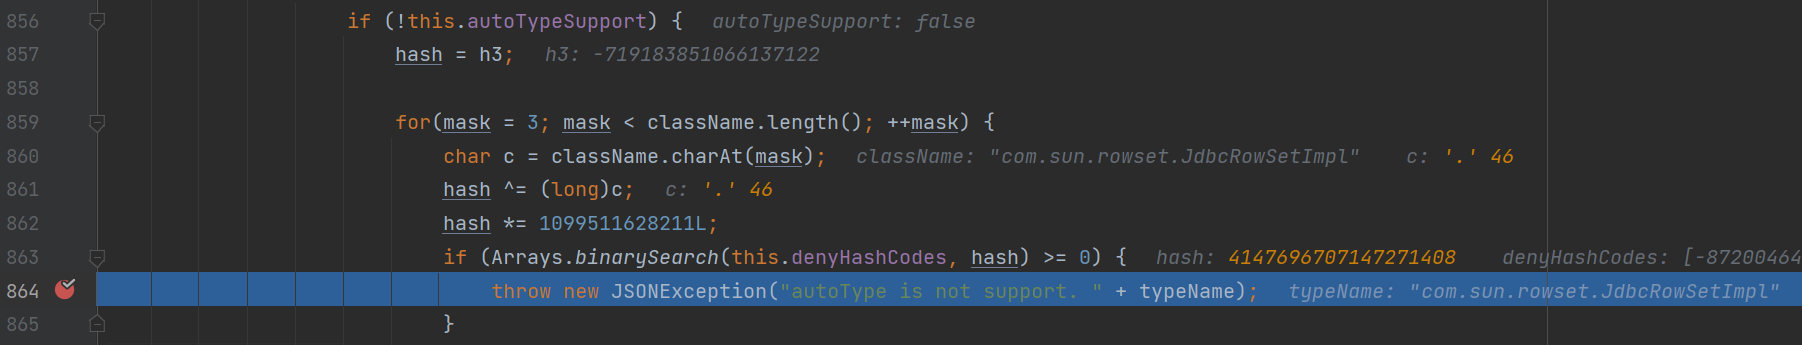 856 if (!this.autoTypeSupport) { autoTypeSupport: false
857 hash = h3; h3: -719183851066137122
858
859 for(mask = 3; mask < className.length(); ++mask) {
860 char c = className.charAt(mask); className: "com.sun.rowset.JdbcRowSetImpl" c: '.' 46
861 hash ^= (long)c; c: '.' 46
862 hash *= 1099511628211L;
863 if (Arrays.binarySearch(this.denyHashCodes, hash) >= 0) { hash: 4147696707147271408 denyHashCodes: [-87200464
864 throw new JSONException("autoType is not support. " + typeName); typeName: "com.sun.rowset.JdbcRowSetImpl"
865 }